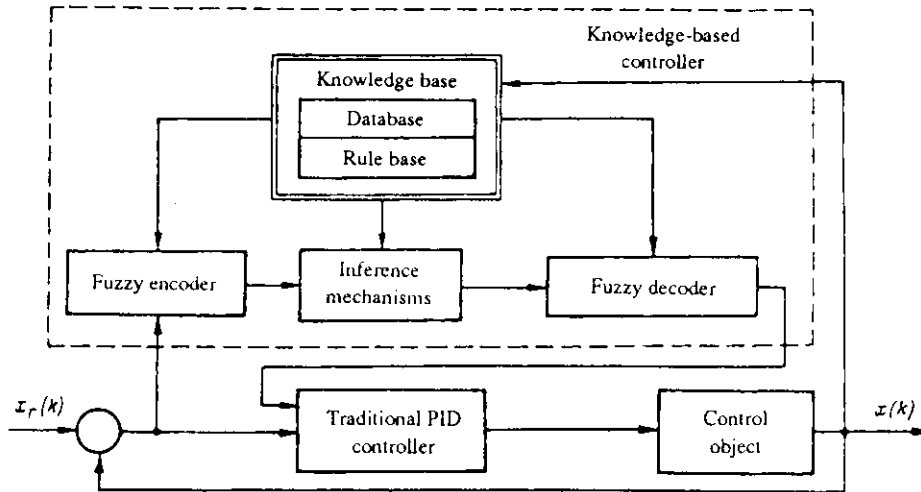 Knowledge-based
controller
Knowledge base
Database
Rule base
Fuzzy encoder
Inference
mechanisms
Fuzzy decoder
x_r(k)
Traditional PID
controller
Control
object
x(k)